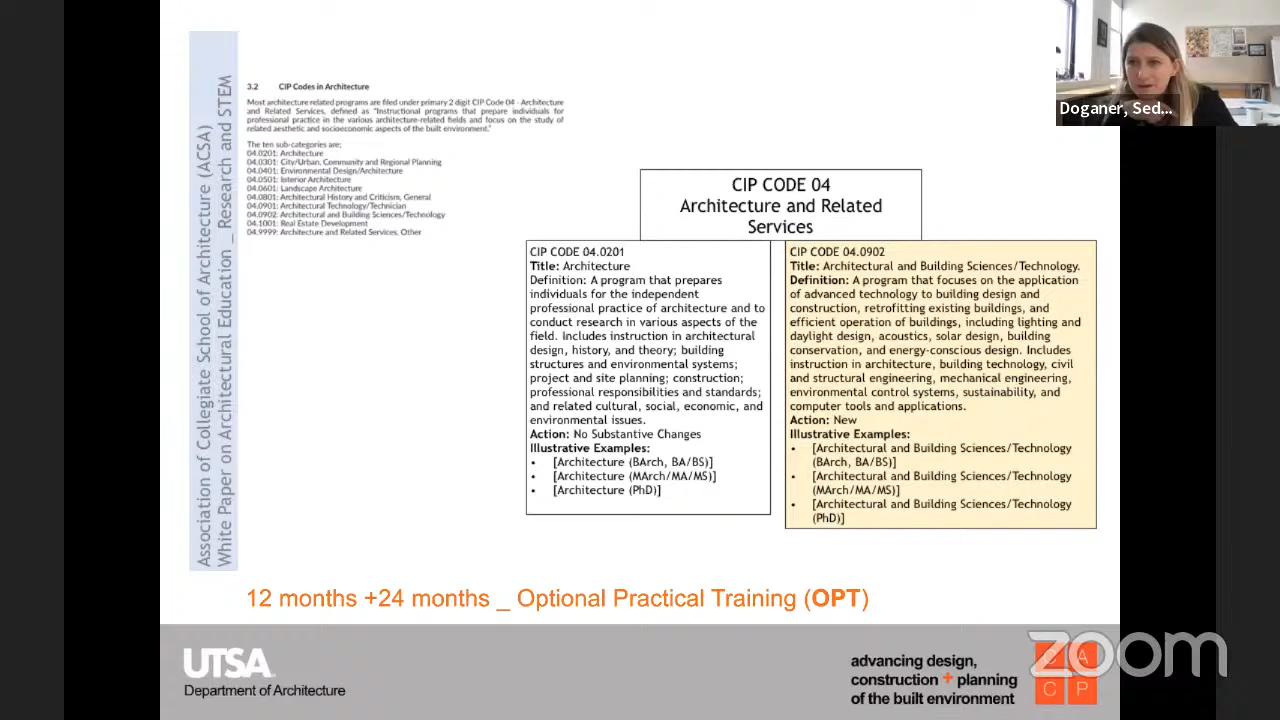 Association of Collegiate School of Architecture (ACSA)
White Paper on Architectural Education _ Research and STEM
3.2 CIP Codes in Architecture
Most architecture related programs are filed under primary 2 digit CIP Code 04 - Architecture
and Related Services, defined as "Instructional programs that prepare individuals for
professional practice in the various architecture-related fields and focus on the study of
related aesthetic and socioeconomic aspects of the built environment."
The ten sub-categories are;
04.0201: Architecture
04.0301: City/Urban, Community and Regional Planning
04.0401: Environmental Design/Architecture
04.0501: Interior Architecture
04.0601: Landscape Architecture
04.0801: Architectural History and Criticism, General
04.0901: Architectural Technology/Technician
04.0902: Architectural and Building Sciences/Technology
04.1001: Real Estate Development
04.9999: Architecture and Related Services, Other
Doganer, Sed...
CIP CODE 04
Architecture and Related
Services
CIP CODE 04.0201
Title: Architecture
Definition: A program that prepares
individuals for the independent
professional practice of architecture and to
conduct research in various aspects of the
field. Includes instruction in architectural
design, history, and theory; building
structures and environmental systems;
project and site planning; construction;
professional responsibilities and standards;
and related cultural, social, economic, and
environmental issues.
Action: No Substantive Changes
Illustrative Examples:
• [Architecture (BArch, BA/BS)]
• [Architecture (MArch/MA/MS)]
• [Architecture (PhD)]
CIP CODE 04.0902
Title: Architectural and Building Sciences/Technology.
Definition: A program that focuses on the application
of advanced technology to building design and
construction, retrofitting existing buildings, and
efficient operation of buildings, including lighting and
daylight design, acoustics, solar design, building
conservation, and energy-conscious design. Includes
instruction in architecture, building technology, civil
and structural engineering, mechanical engineering,
environmental control systems, sustainability, and
computer tools and applications.
Action: New
Illustrative Examples:
• [Architectural and Building Sciences/Technology
(BArch, BA/BS)]
• [Architectural and Building Sciences/Technology
(MArch/MA/MS)]
• [Architectural and Building Sciences/Technology
(PhD)]
12 months +24 months _ Optional Practical Training (OPT)
UTSA
Department of Architecture
advancing design,
construction + planning
of the built environment
C A
C P
zoom